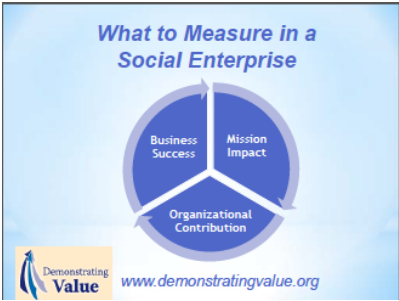 What to Measure in a
Social Enterprise
Business
Success
Mission
Impact
Organizational
Contribution
Demonstrating
Value
www.demonstratingvalue.org